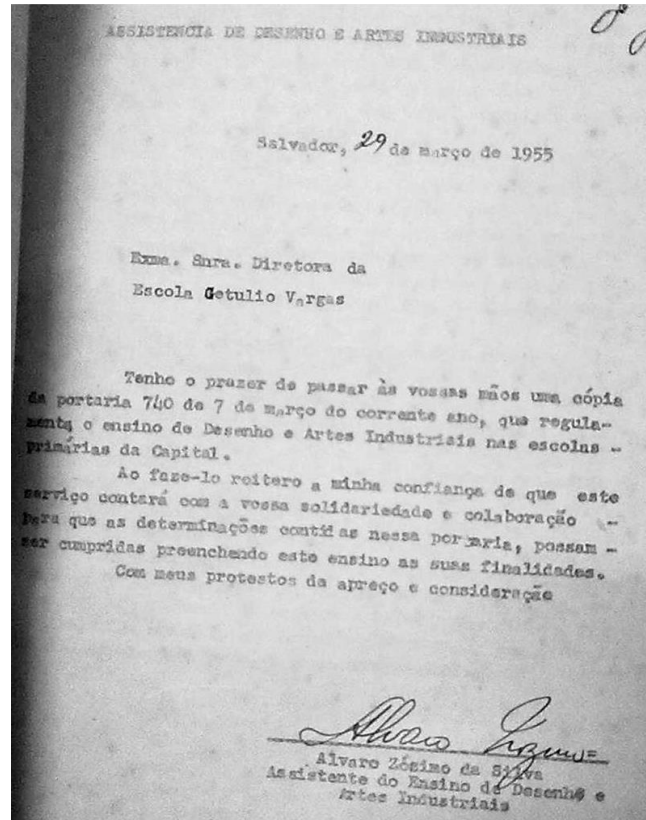 ASSISTENCIA DE DESENHO E ARTES INDUSTRIAIS
Salvador, 29 de março de 1955
Exma. Snra. Diretora da
Escola Getulio Vargas
Tenho o prazer de passar às vossas mãos uma cópia
da portaria 740 de 7 de março do corrente ano, que regula-
menta o ensino de Desenho e Artes Industriais nas escolas -
primárias da Capital.
Ao faze-lo reitero a minha confiança de que este
serviço contará com a vossa solidariedade e colaboração -
para que as determinações contidas nessa portaria, possam -
ser cumpridas preenchendo este ensino as suas finalidades.
Com meus protestos da apreço e consideração
Alvaro Zozimo=
Alvaro Zósimo da Silva
Assistente do Ensino de Desenho e
Artes Industriais